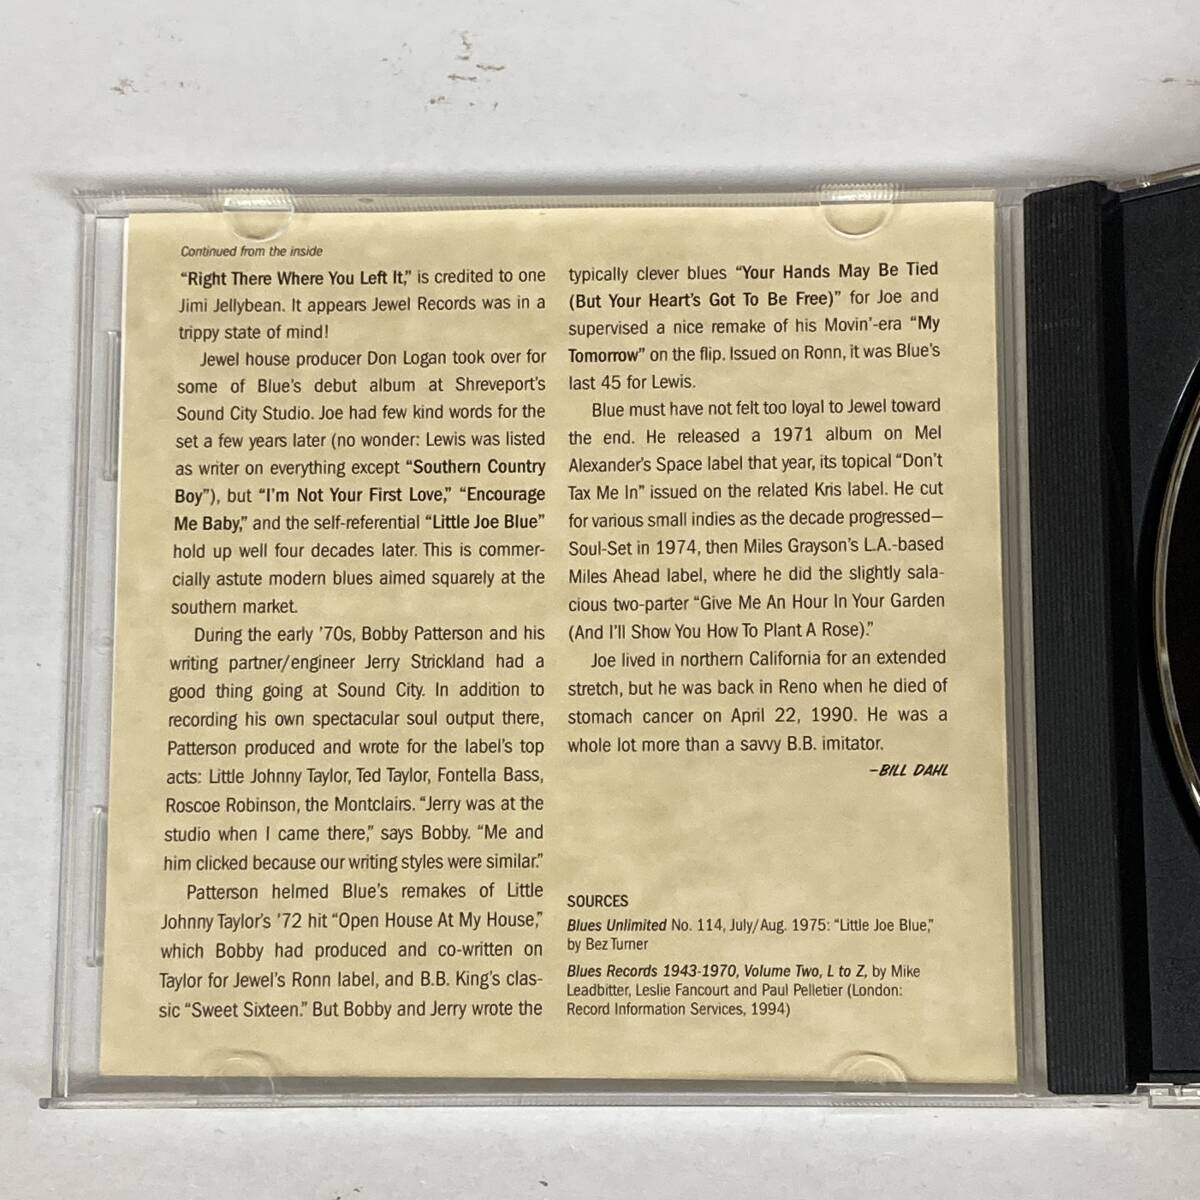 Continued from the inside
“Right There Where You Left It,” is credited to one
Jimi Jellybean. It appears Jewel Records was in a
trippy state of mind!
Jewel house producer Don Logan took over for
some of Blue's debut album at Shreveport's
Sound City Studio. Joe had few kind words for the
set a few years later (no wonder: Lewis was listed
as writer on everything except “Southern Country
Boy”), but “I'm Not Your First Love,” “Encourage
Me Baby,” and the self-referential “Little Joe Blue”
hold up well four decades later. This is commer-
cially astute modern blues aimed squarely at the
southern market.
During the early '70s, Bobby Patterson and his
writing partner/engineer Jerry Strickland had a
good thing going at Sound City. In addition to
recording his own spectacular soul output there,
Patterson produced and wrote for the label's top
acts: Little Johnny Taylor, Ted Taylor, Fontella Bass,
Roscoe Robinson, the Montclairs. “Jerry was at the
studio when I came there,” says Bobby. “Me and
him clicked because our writing styles were similar.”
Patterson helmed Blue's remakes of Little
Johnny Taylor's '72 hit “Open House At My House,”
which Bobby had produced and co-written on
Taylor for Jewel's Ronn label, and B.B. King's clas-
sic “Sweet Sixteen.” But Bobby and Jerry wrote the
typically clever blues “Your Hands May Be Tied
(But Your Heart's Got To Be Free)” for Joe and
supervised a nice remake of his Movin'-era “My
Tomorrow” on the flip. Issued on Ronn, it was Blue's
last 45 for Lewis.
Blue must have not felt too loyal to Jewel toward
the end. He released a 1971 album on Mel
Alexander's Space label that year, its topical “Don't
Tax Me In” issued on the related Kris label. He cut
for various small indies as the decade progressed—
Soul-Set in 1974, then Miles Grayson's L.A.-based
Miles Ahead label, where he did the slightly sala-
cious two-parter “Give Me An Hour In Your Garden
(And I'll Show You How To Plant A Rose).”
Joe lived in northern California for an extended
stretch, but he was back in Reno when he died of
stomach cancer on April 22, 1990. He was a
whole lot more than a savvy B.B. imitator.
—BILL DAHL
SOURCES
Blues Unlimited No. 114, July/Aug. 1975: “Little Joe Blue,”
by Bez Turner
Blues Records 1943-1970, Volume Two, L to Z, by Mike
Leadbitter, Leslie Fancourt and Paul Pelletier (London:
Record Information Services, 1994)